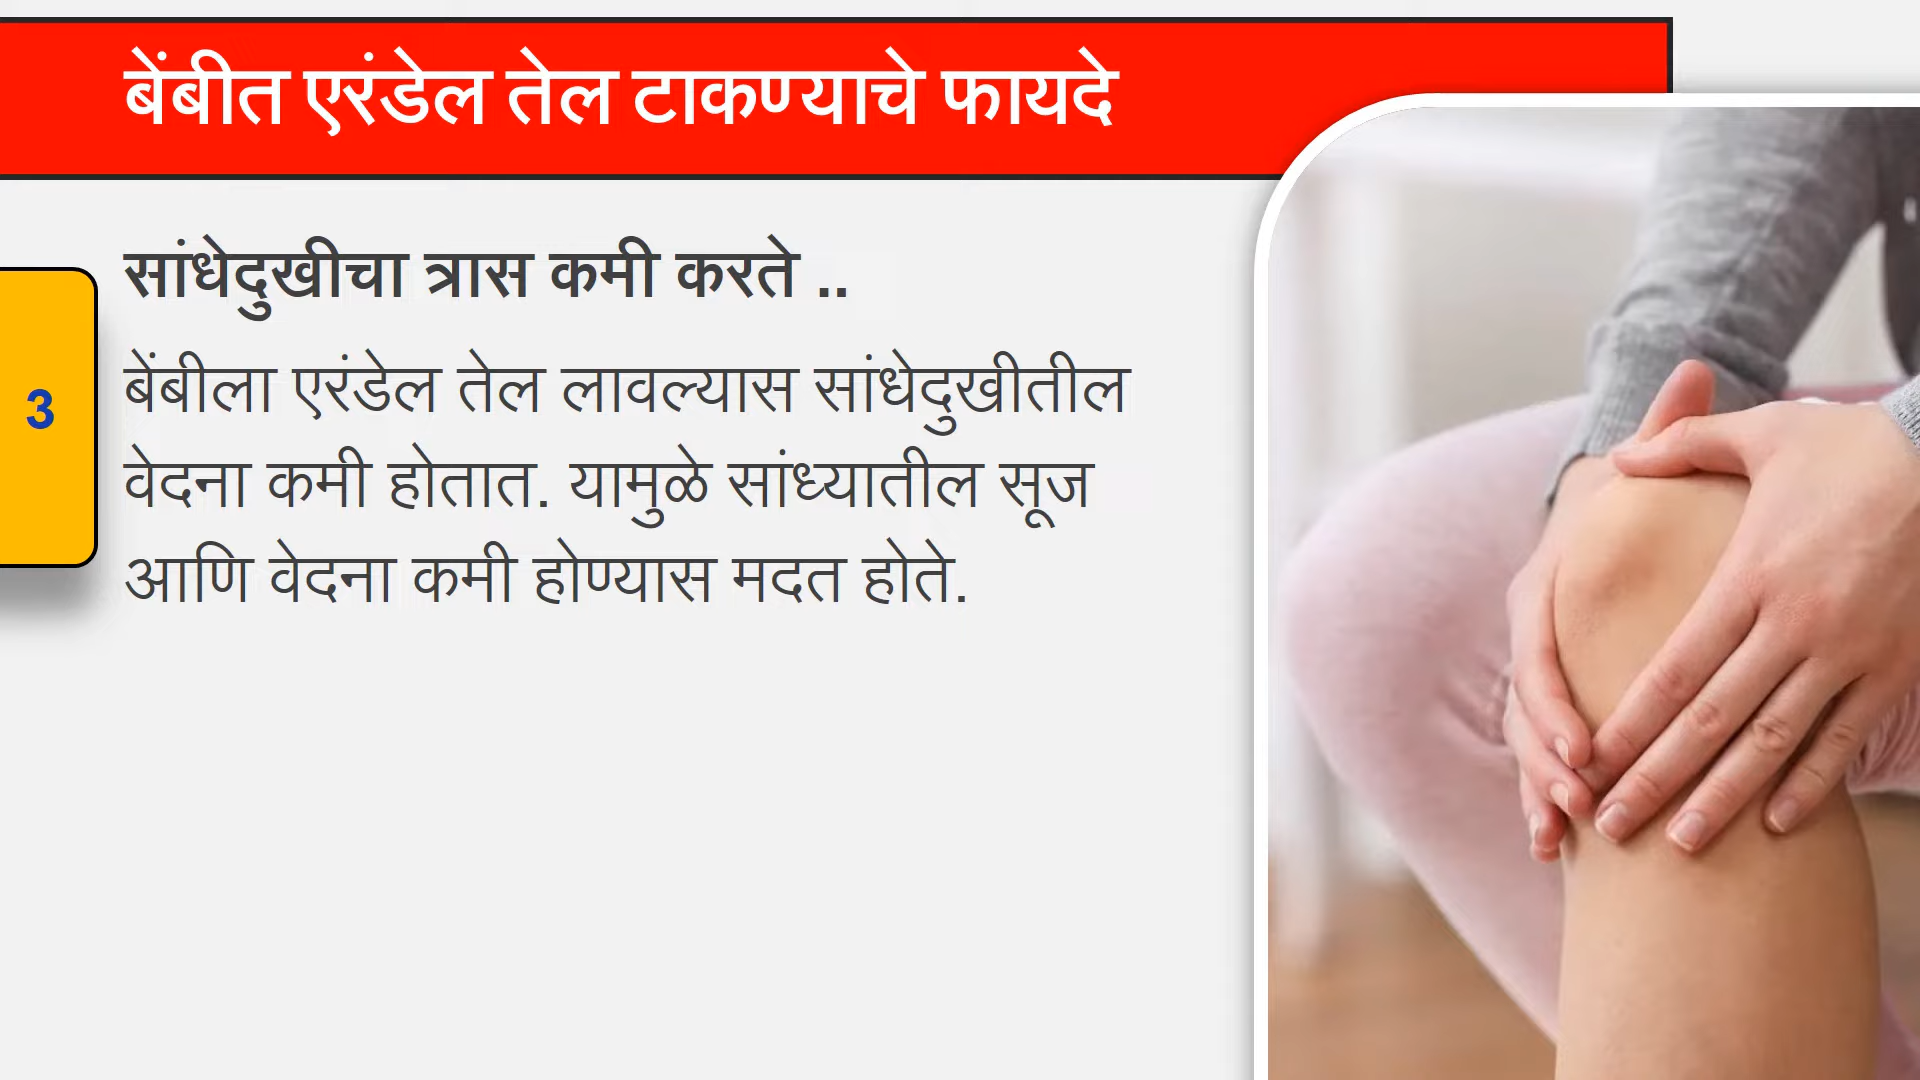 बेंबीत एरंडेल तेल टाकण्याचे फायदे
सांधेदुखीचा त्रास कमी करते ..
3
बेंबीला एरंडेल तेल लावल्यास सांधेदुखीतील
वेदना कमी होतात. यामुळे सांध्यातील सूज
आणि वेदना कमी होण्यास मदत होते.